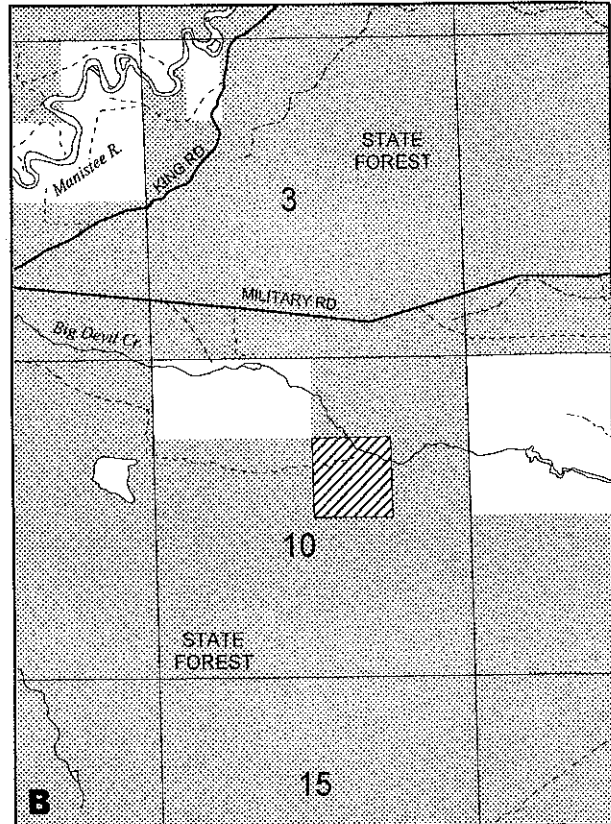 STATE
FOREST
Manistee R.
KING RD
3
MILITARY RD
Big Devil Cr.
10
STATE
FOREST
15
B